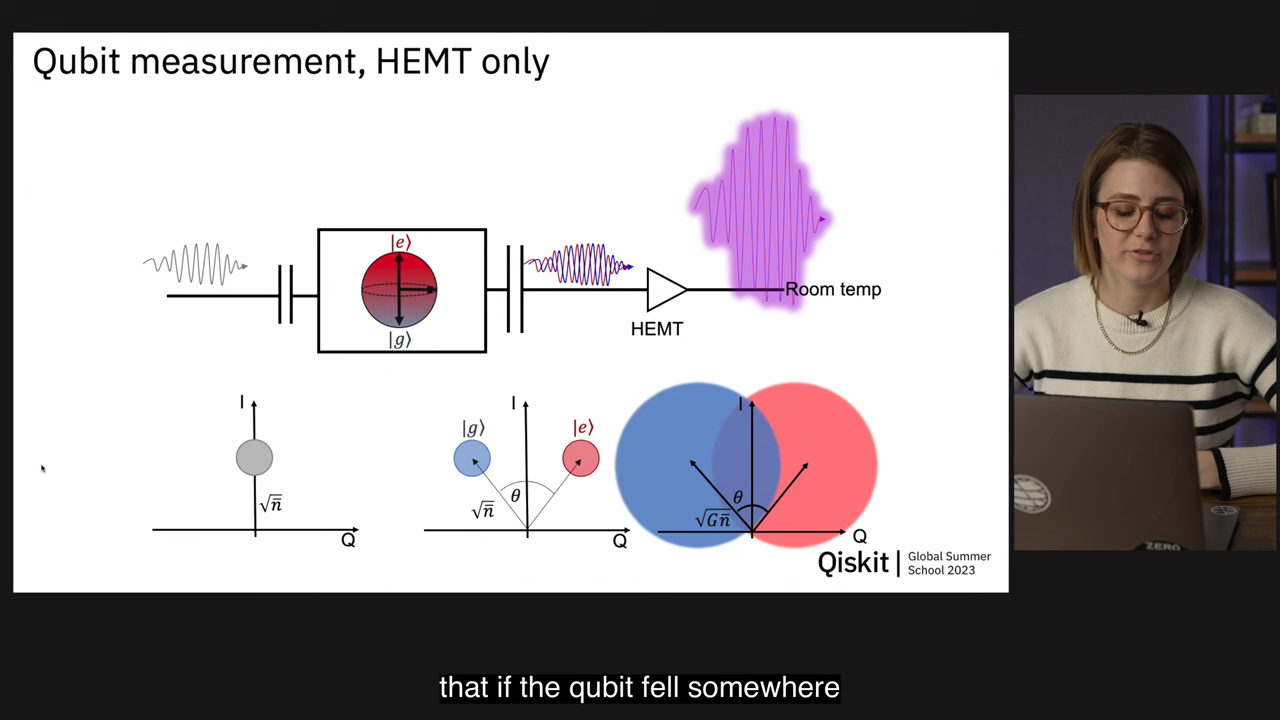 Qubit measurement, HEMT only
|e⟩
|g⟩
HEMT
Room temp
I
√n̅
Q
|g⟩
I
|e⟩
θ
√n̅
Q
I
θ
√Gn̅
Q
Qiskit | Global Summer
School 2023
ZERO
that if the qubit fell somewhere